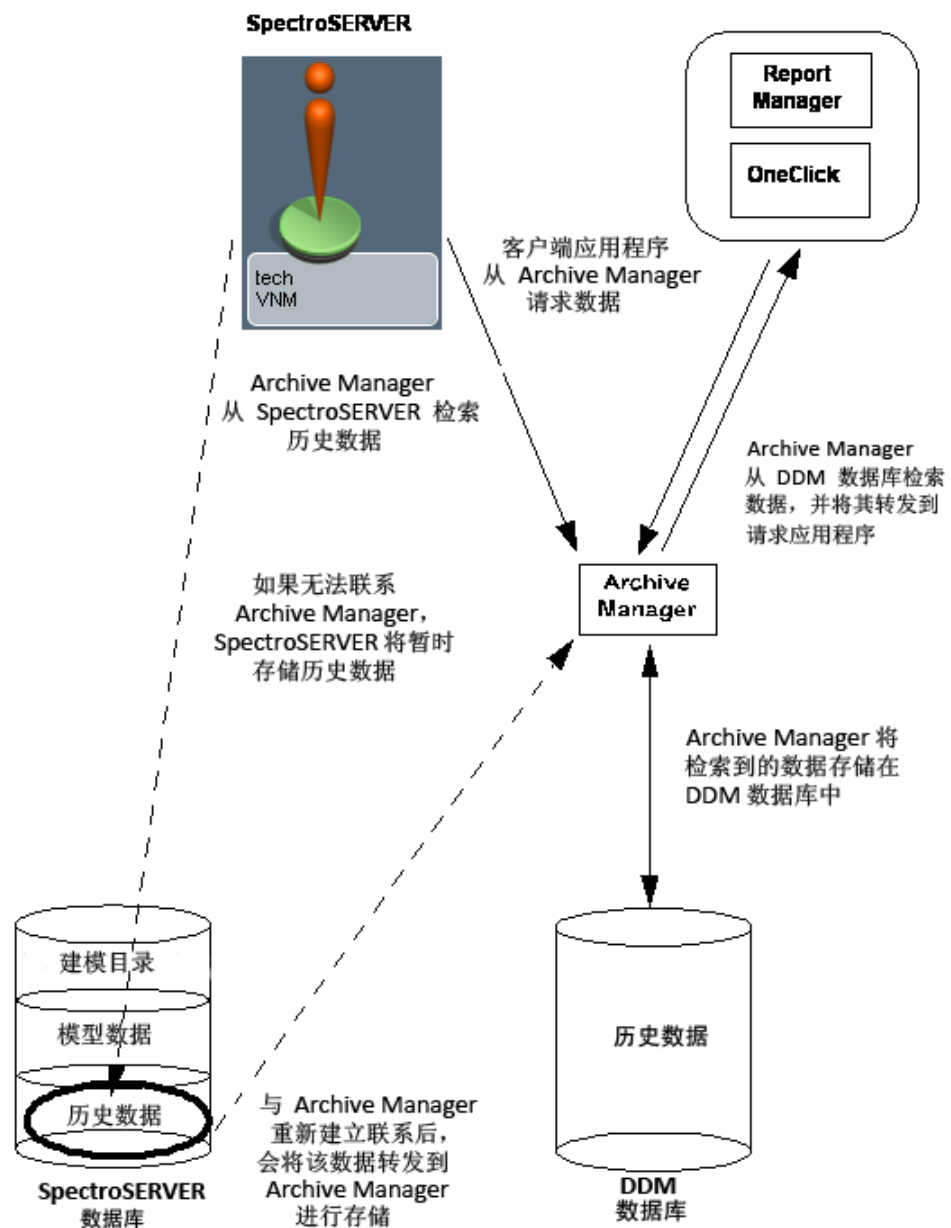 SpectroSERVER
Report
Manager
OneClick
tech
VNM
客户端应用程序
从 Archive Manager
请求数据
Archive Manager
从 SpectroSERVER 检索
历史数据
Archive Manager
从 DDM 数据库检索
数据，并将其转发到
请求应用程序
如果无法联系
Archive Manager，
SpectroSERVER 将暂时
存储历史数据
Archive
Manager
Archive Manager 将
检索到的数据存储在
DDM 数据库中
建模目录
模型数据
历史数据
历史数据
与 Archive Manager
重新建立联系后，
会将该数据转发到
Archive Manager
进行存储
SpectroSERVER
数据库
DDM
数据库